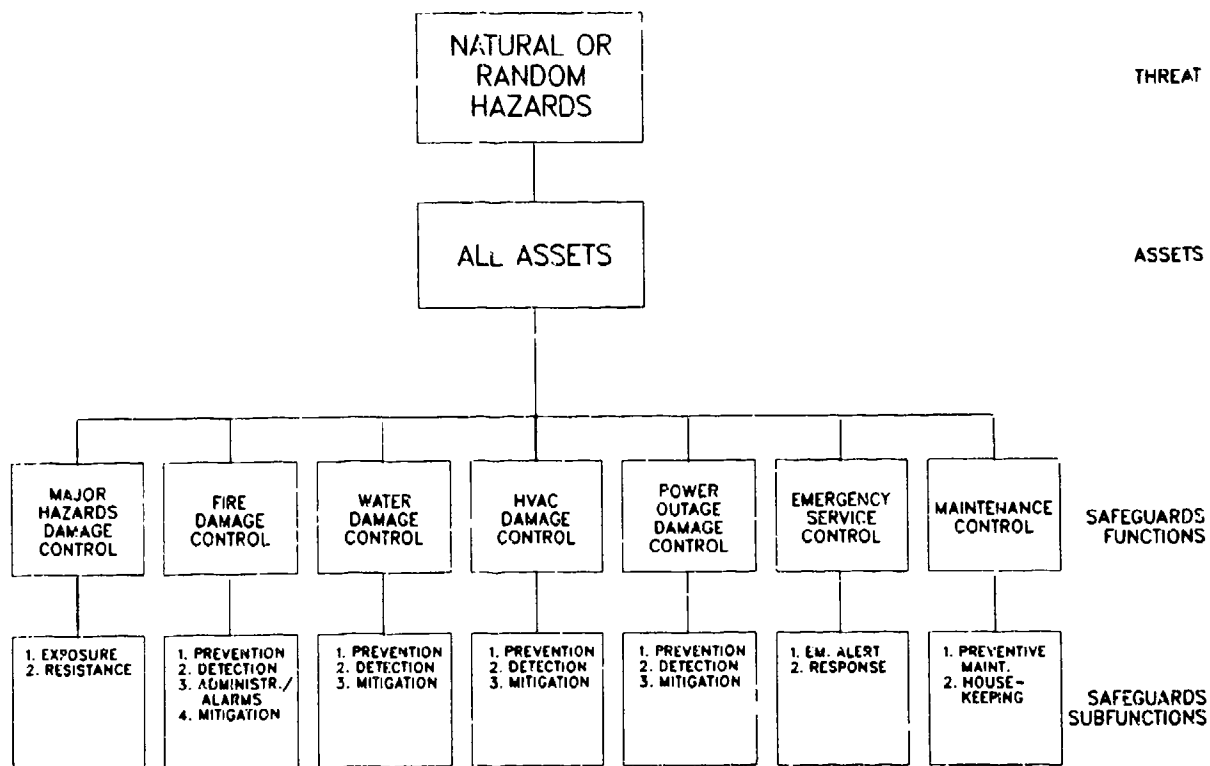 NATURAL OR
RANDOM
HAZARDS
THREAT
ALL ASSETS
ASSETS
MAJOR
HAZARDS
DAMAGE
CONTROL
FIRE
DAMAGE
CONTROL
WATER
DAMAGE
CONTROL
HVAC
DAMAGE
CONTROL
POWER
OUTAGE
DAMAGE
CONTROL
EMERGENCY
SERVICE
CONTROL
MAINTENANCE
CONTROL
SAFEGUARDS
FUNCTIONS
1. EXPOSURE
2. RESISTANCE
1. PREVENTION
2. DETECTION
3. ADMINISTR./
ALARMS
4. MITIGATION
1. PREVENTION
2. DETECTION
3. MITIGATION
1. PREVENTION
2. DETECTION
3. MITIGATION
1. PREVENTION
2. DETECTION
3. MITIGATION
1. EM. ALERT
2. RESPONSE
1. PREVENTIVE
MAINT.
2. HOUSE-
KEEPING
SAFEGUARDS
SUBFUNCTIONS